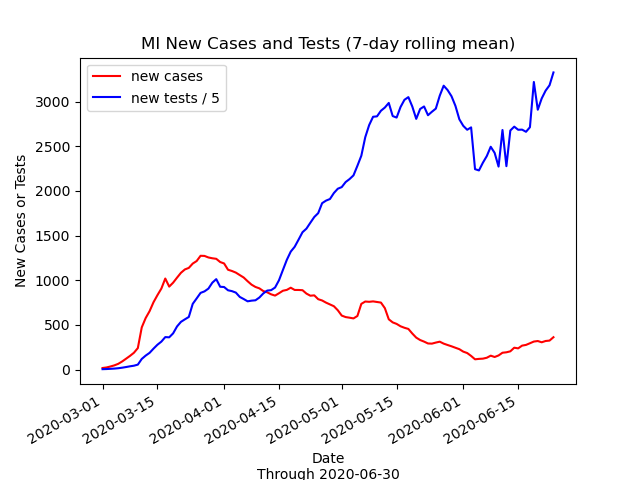 MI New Cases and Tests (7-day rolling mean)
new cases
new tests / 5
New Cases or Tests
3000
2500
2000
1500
1000
500
0
2020-03-01
2020-03-15
2020-04-01
2020-04-15
2020-05-01
2020-05-15
2020-06-01
2020-06-15
Date
Through 2020-06-30